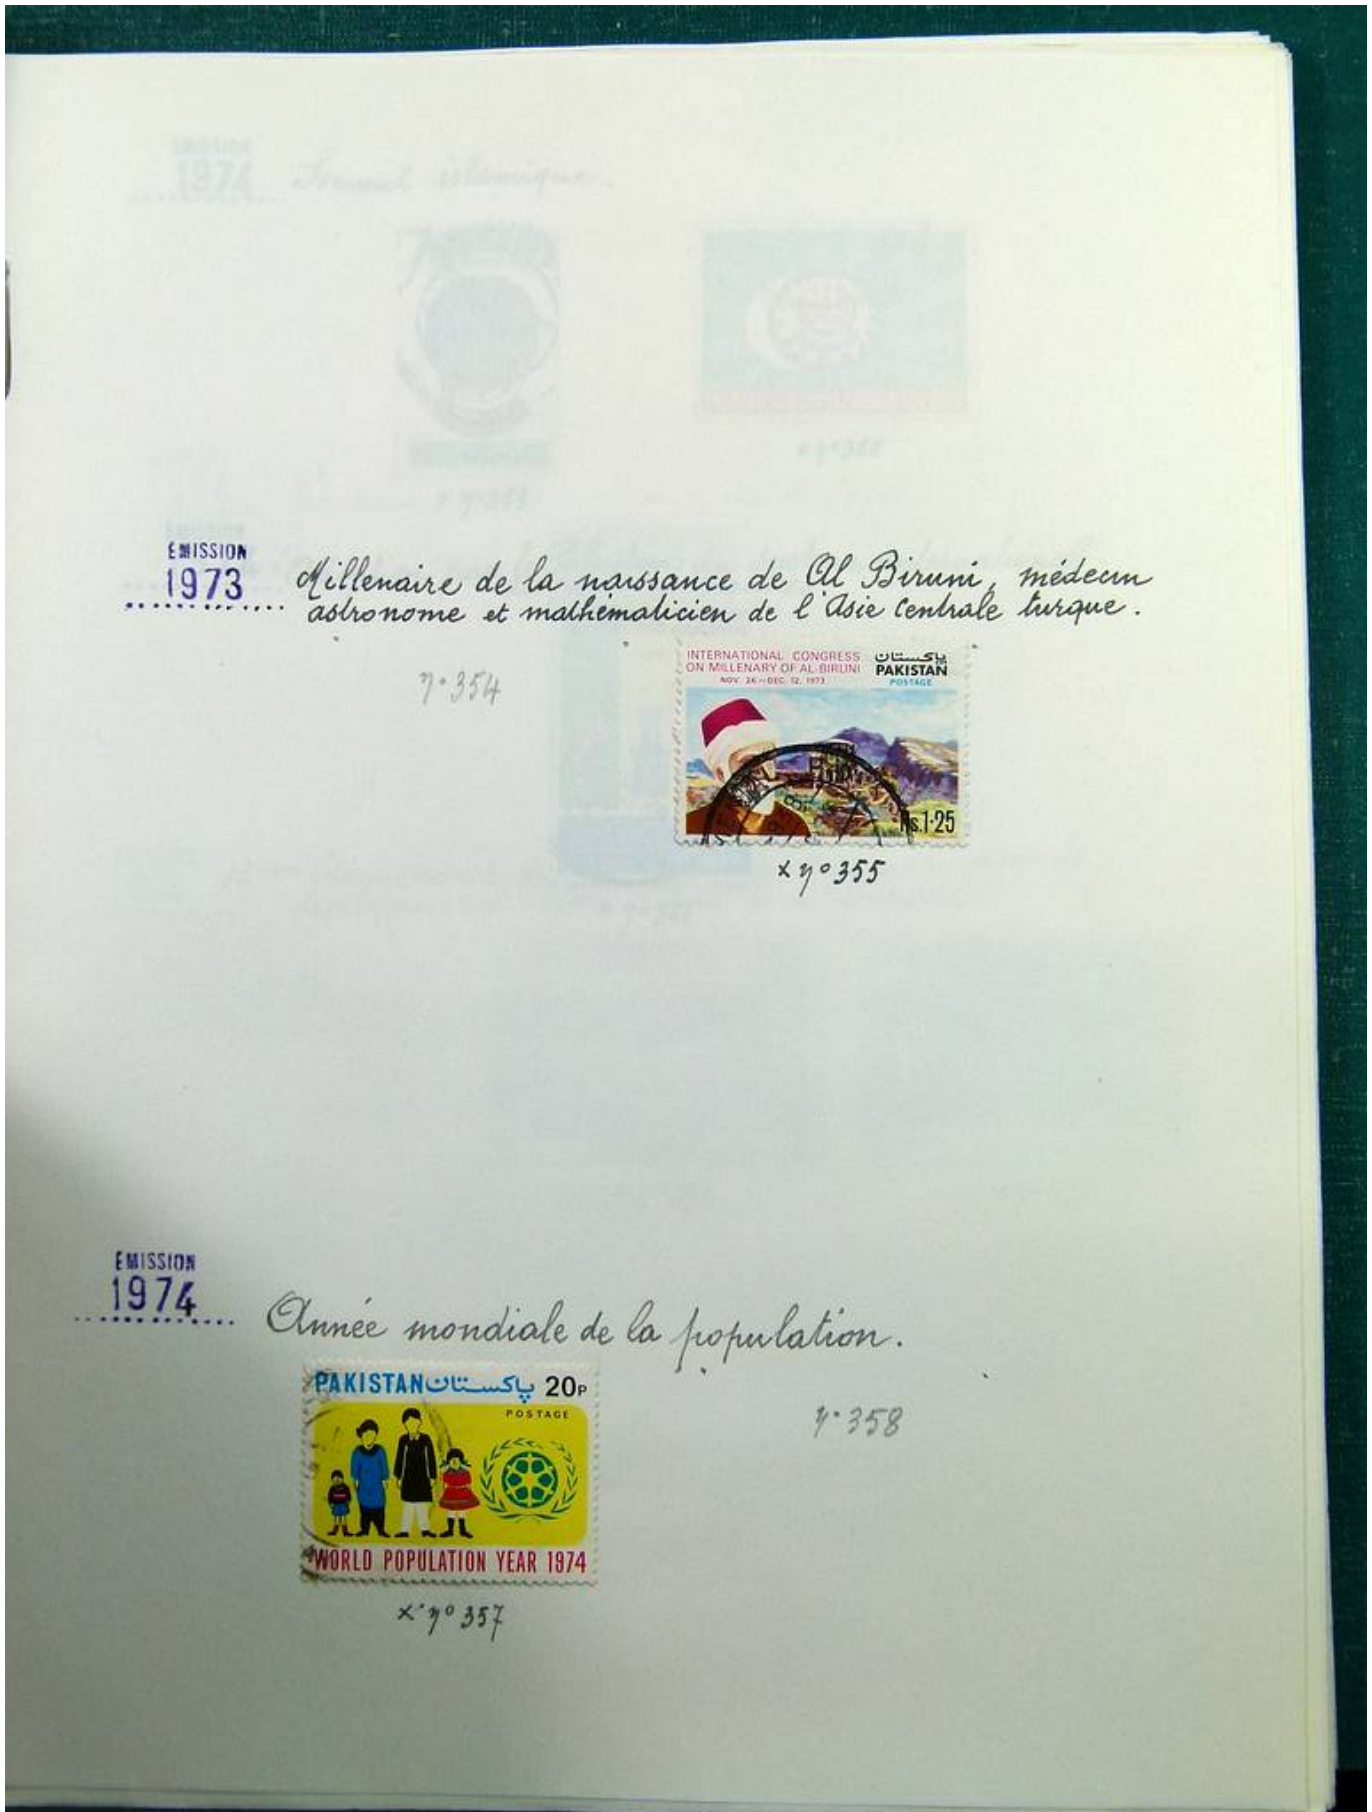 ÉMISSION
1973
Millenaire de la naissance de Al Biruni, médecin
astronome et mathématicien de l'Asie Centrale turque.
n° 354
INTERNATIONAL CONGRESS
ON MILLENARY OF AL-BIRUNI
NOV. 26 - DEC. 12, 1973
پاکستان
PAKISTAN
POSTAGE
Rs.1·25
x n° 355
ÉMISSION
1974
Année mondiale de la population.
PAKISTAN پاکستان 20P
POSTAGE
WORLD POPULATION YEAR 1974
n° 358
x n° 357